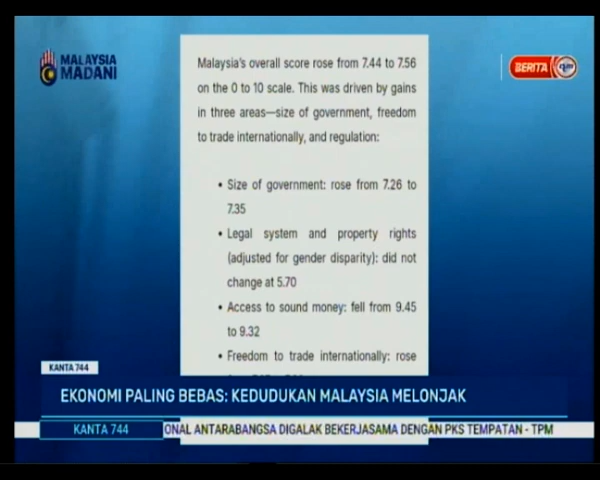 MALAYSIA
MADANI
BERITA
Malaysia's overall score rose from 7.44 to 7.56
on the 0 to 10 scale. This was driven by gains
in three areas—size of government, freedom
to trade internationally, and regulation:
• Size of government: rose from 7.26 to
7.35
• Legal system and property rights
(adjusted for gender disparity): did not
change at 5.70
• Access to sound money: fell from 9.45
to 9.32
• Freedom to trade internationally: rose
KANTA 744
EKONOMI PALING BEBAS: KEDUDUKAN MALAYSIA MELONJAK
KANTA 744
ONAL ANTARABANGSA DIGALAK BEKERJASAMA DENGAN PKS TEMPATAN - TPM